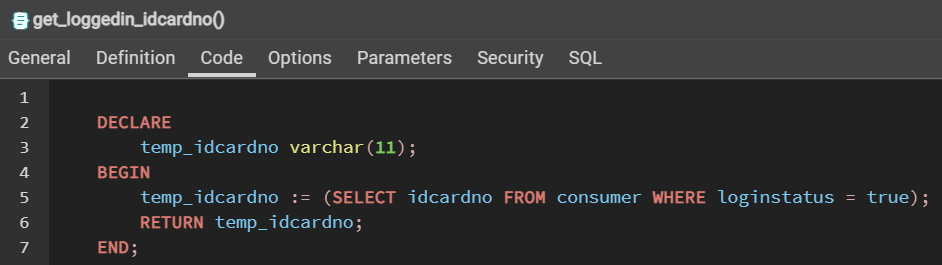 get_loggedin_idcardno()
General Definition Code Options Parameters Security SQL
1
2 DECLARE
3 temp_idcardno varchar(11);
4 BEGIN
5 temp_idcardno := (SELECT idcardno FROM consumer WHERE loginstatus = true);
6 RETURN temp_idcardno;
7 END;